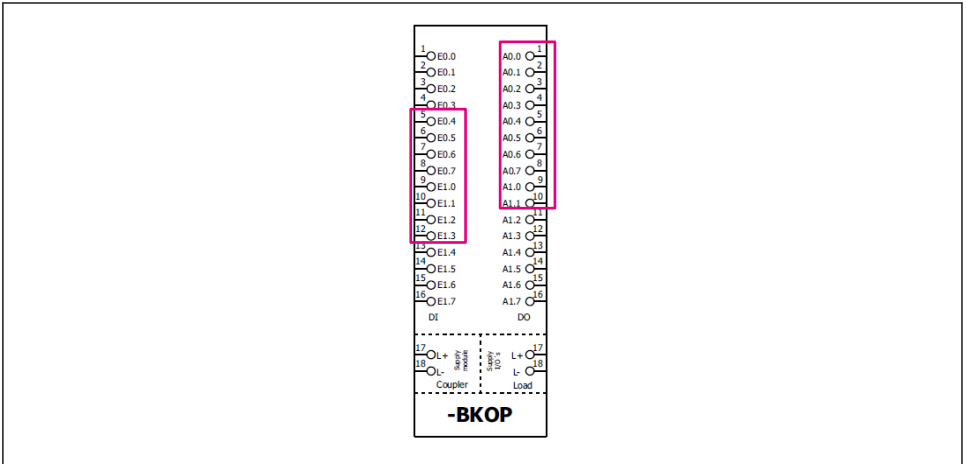 1 E0.0 A0.0 1
2 E0.1 A0.1 2
3 E0.2 A0.2 3
4 E0.3 A0.3 4
5 E0.4 A0.4 5
6 E0.5 A0.5 6
7 E0.6 A0.6 7
8 E0.7 A0.7 8
9 E1.0 A1.0 9
10 E1.1 A1.1 10
11 E1.2 A1.2 11
12 E1.3 A1.3 12
13 E1.4 A1.4 13
14 E1.5 A1.5 14
15 E1.6 A1.6 15
16 E1.7 A1.7 16
DI DO
17 L+ L+ 17
18 L- L- 18
Supply
module
Supply
I/O´s
Coupler Load
-BKOP